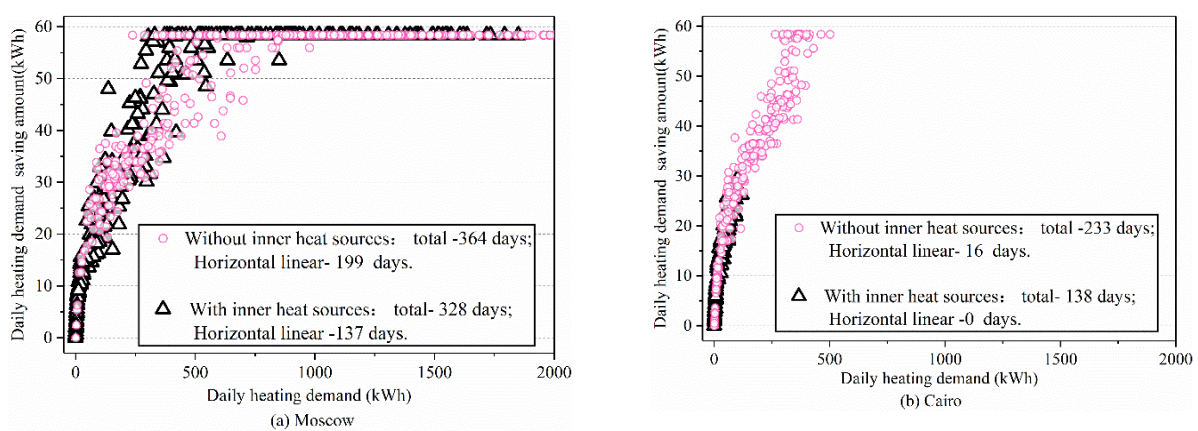 60
50
40
30
20
10
0
Daily heating demand saving amount(kWh)
Without inner heat sources： total -364 days;
Horizontal linear- 199 days.
With inner heat sources： total- 328 days;
Horizontal linear -137 days.
0 500 1000 1500 2000
Daily heating demand (kWh)
(a) Moscow
60
50
40
30
20
10
0
Daily heating demand saving amount(kWh)
Without inner heat sources： total -233 days;
Horizontal linear- 16 days.
With inner heat sources： total- 138 days;
Horizontal linear -0 days.
0 500 1000 1500 2000
Daily heating demand (kWh)
(b) Cairo